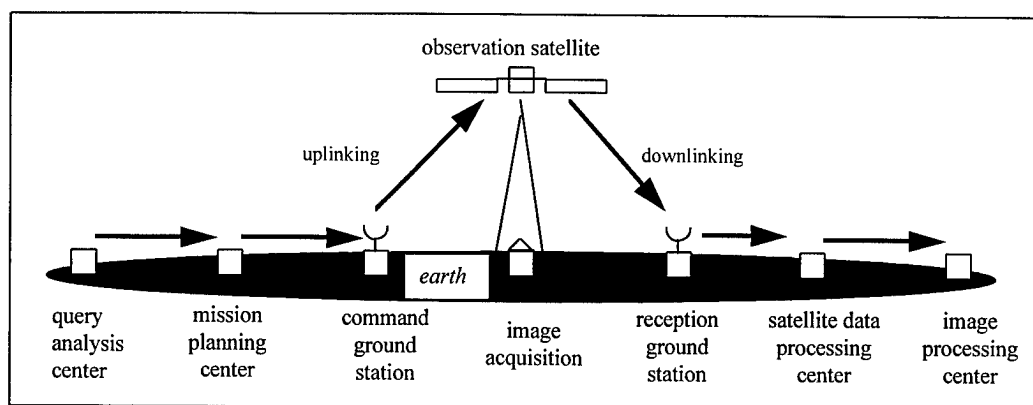 observation satellite
uplinking
downlinking
earth
query
analysis
center
mission
planning
center
command
ground
station
image
acquisition
reception
ground
station
satellite data
processing
center
image
processing
center